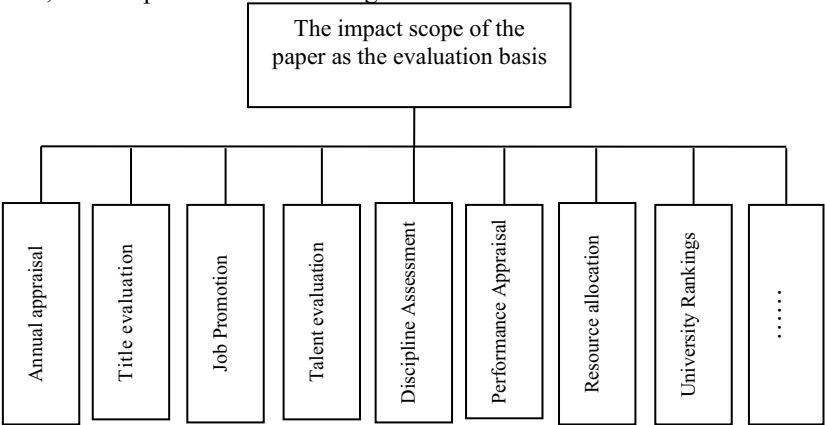 The impact scope of the
paper as the evaluation basis
Annual appraisal
Title evaluation
Job Promotion
Talent evaluation
Discipline Assessment
Performance Appraisal
Resource allocation
University Rankings
……